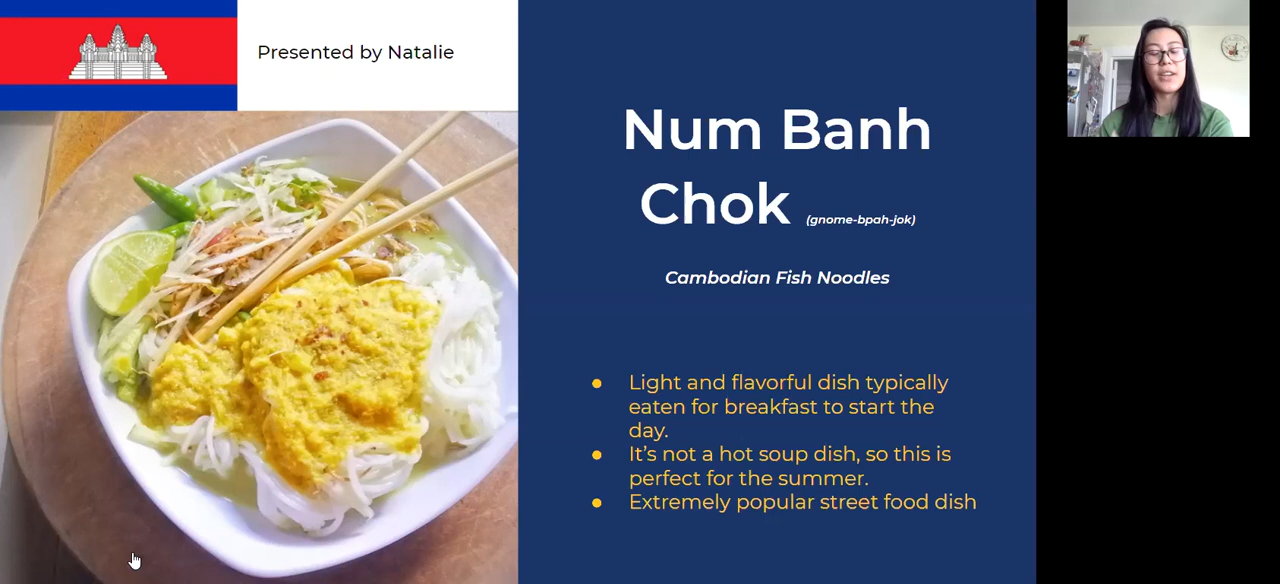 Presented by Natalie
Num Banh
Chok (gnome-bpah-jok)
Cambodian Fish Noodles
● Light and flavorful dish typically
eaten for breakfast to start the
day.
● It's not a hot soup dish, so this is
perfect for the summer.
● Extremely popular street food dish